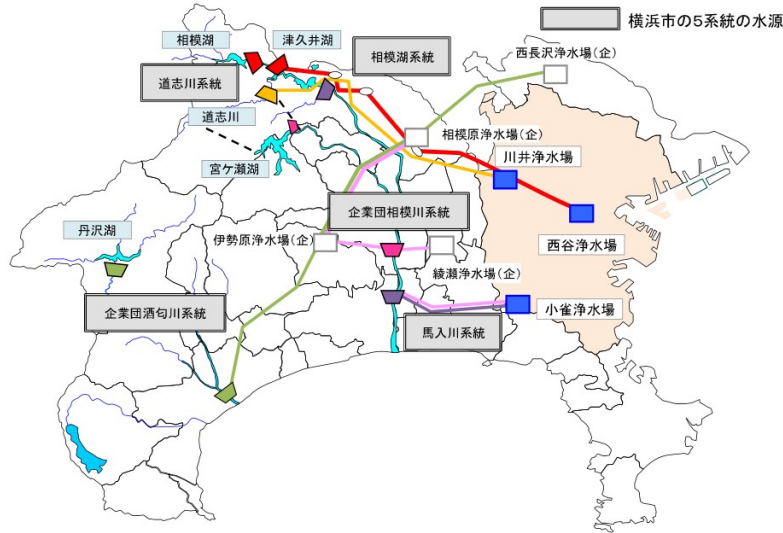 横浜市の5系統の水源
相模湖
津久井湖
相模湖系統
西長沢浄水場(企)
道志川系統
道志川
相模原浄水場(企)
川井浄水場
宮ケ瀬湖
企業団相模川系統
丹沢湖
伊勢原浄水場(企)
西谷浄水場
綾瀬浄水場(企)
企業団酒匂川系統
小雀浄水場
馬入川系統